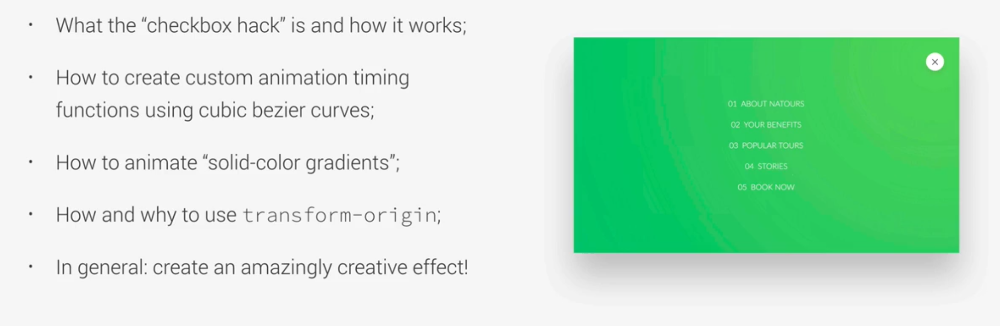 • What the “checkbox hack” is and how it works;
• How to create custom animation timing
functions using cubic bezier curves;
• How to animate “solid-color gradients”;
• How and why to use transform-origin;
• In general: create an amazingly creative effect!
01 ABOUT NATOURS
02 YOUR BENEFITS
03 POPULAR TOURS
04 STORIES
05 BOOK NOW